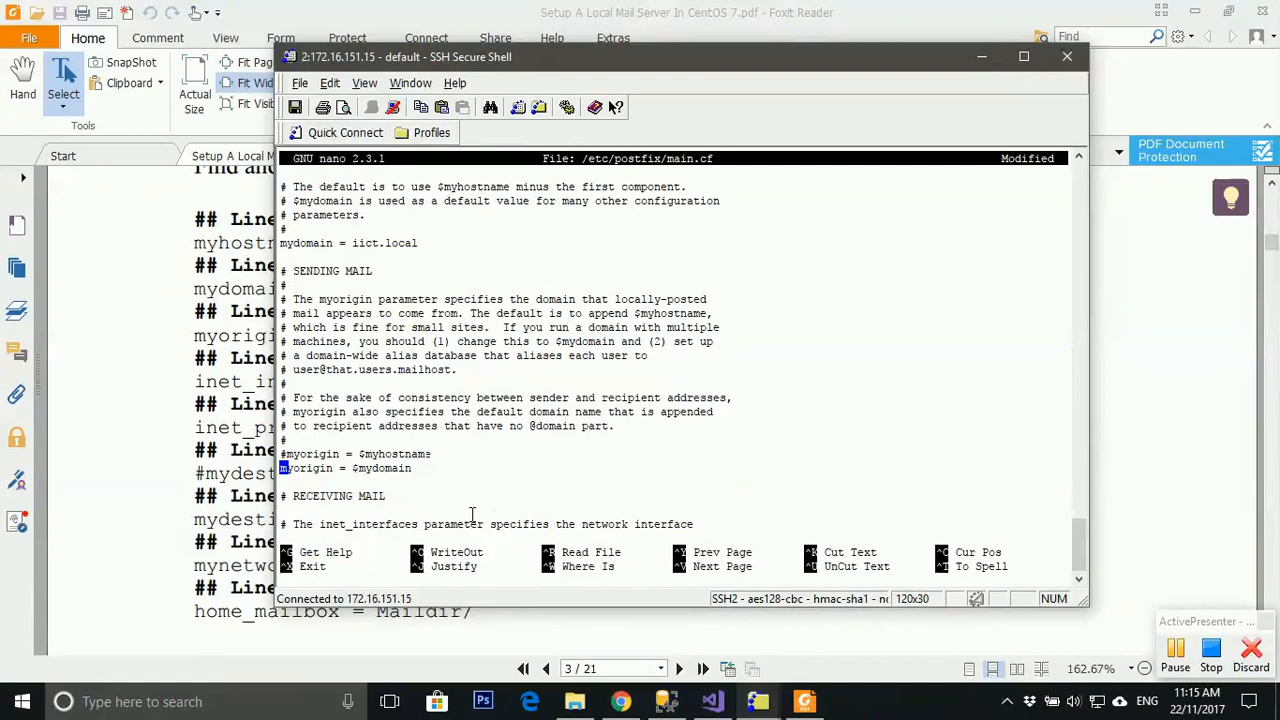 Setup A Local Mail Server In CentOS 7.pdf - Foxit Reader
File Home Comment View Form Protect Connect Share Help Extras
Find
Hand
Select
SnapShot
Clipboard
Tools
Actual Size
Fit Pag
Fit Wid
Fit Visib
Start
Setup A Local M
PDF Document Protection
Find and
## Line
myhostn
## Line
mydomai
## Line
myorigi
## Line
inet_in
## Line
inet_pr
## Line
#mydest
## Line
mydesti
## Line
mynetwo
## Line
home_mailbox = Maildir/
2:172.16.151.15 - default - SSH Secure Shell
File Edit View Window Help
Quick Connect Profiles
GNU nano 2.3.1 File: /etc/postfix/main.cf Modified
# The default is to use $myhostname minus the first component.
# $mydomain is used as a default value for many other configuration
# parameters.
#
mydomain = iict.local
# SENDING MAIL
#
# The myorigin parameter specifies the domain that locally-posted
# mail appears to come from. The default is to append $myhostname,
# which is fine for small sites.  If you run a domain with multiple
# machines, you should (1) change this to $mydomain and (2) set up
# a domain-wide alias database that aliases each user to
# user@that.users.mailhost.
#
# For the sake of consistency between sender and recipient addresses,
# myorigin also specifies the default domain name that is appended
# to recipient addresses that have no @domain part.
#
#myorigin = $myhostname
myorigin = $mydomain
# RECEIVING MAIL
# The inet_interfaces parameter specifies the network interface
^G Get Help ^O WriteOut ^R Read File ^Y Prev Page ^K Cut Text ^C Cur Pos
^X Exit ^J Justify ^W Where Is ^V Next Page ^U UnCut Text ^T To Spell
Connected to 172.16.151.15 SSH2 - aes128-cbc - hmac-sha1 - no 120x30 NUM
ActivePresenter - ...
Pause Stop Discard
3 / 21
162.67%
Type here to search
ENG
11:15 AM
22/11/2017